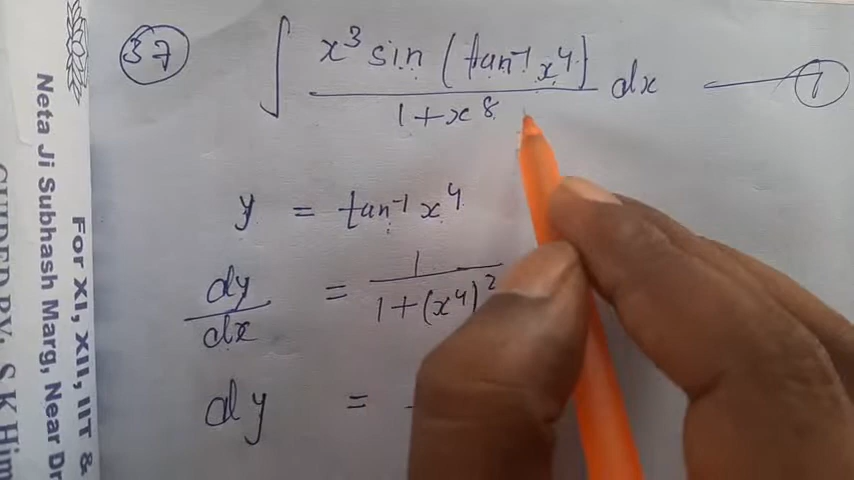 37 ∫ x³ sin (tan⁻¹ x⁴) / 1+x⁸ dx — 1
y = tan⁻¹ x⁴
dy/dx = 1 / 1+(x⁴)²
dy =
Neta Ji Subhash Marg, Near
For XI, XII, IIT &